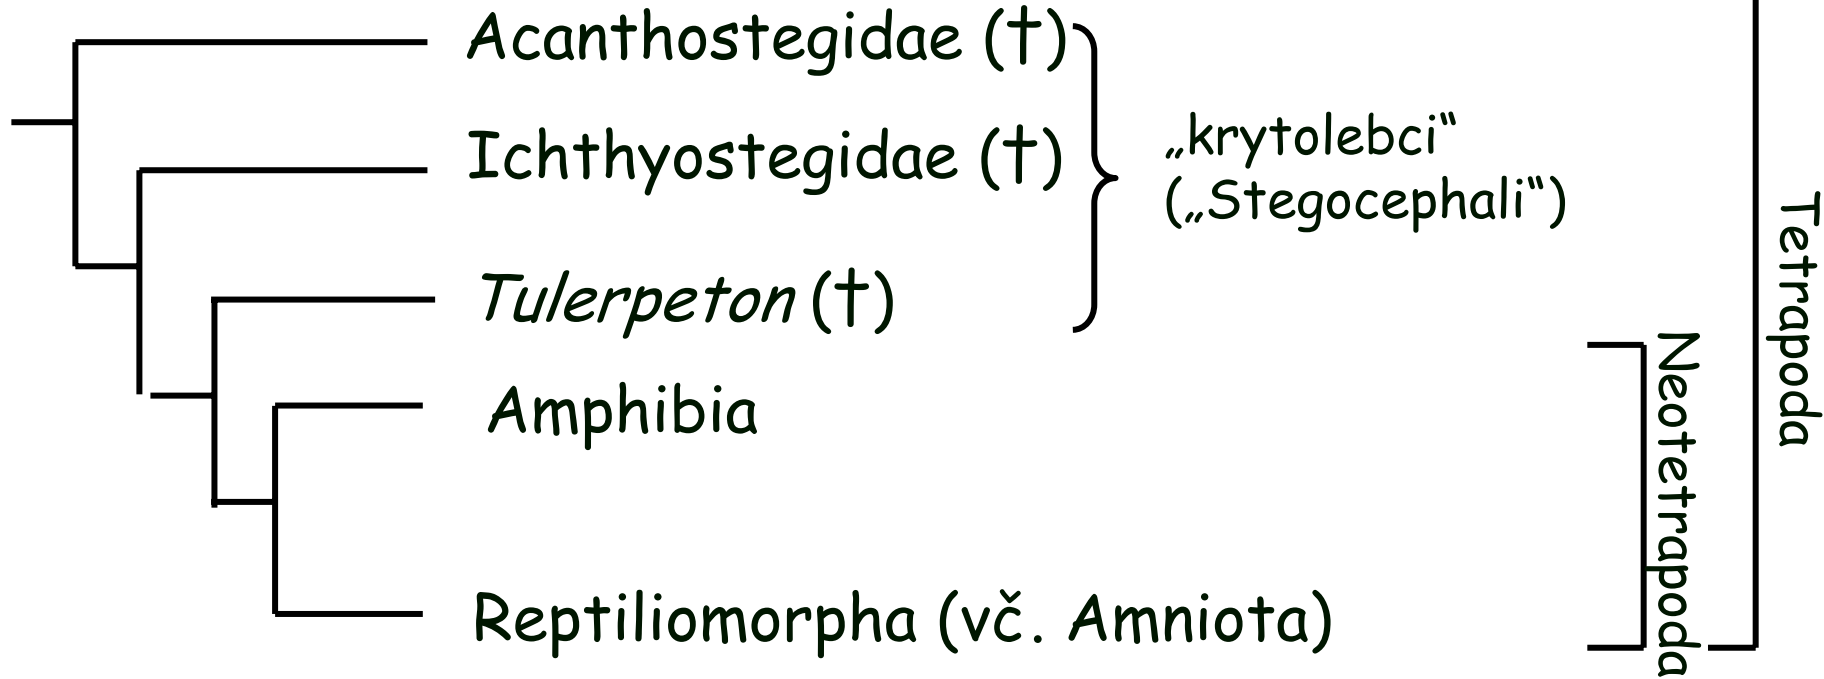 Acanthostegidae (†)
Ichthyostegidae (†)
„krytolebci“
(„Stegocephali“)
Tulerpeton (†)
Amphibia
Reptiliomorpha (vč. Amniota)
Neotetrapoda
Tetrapoda